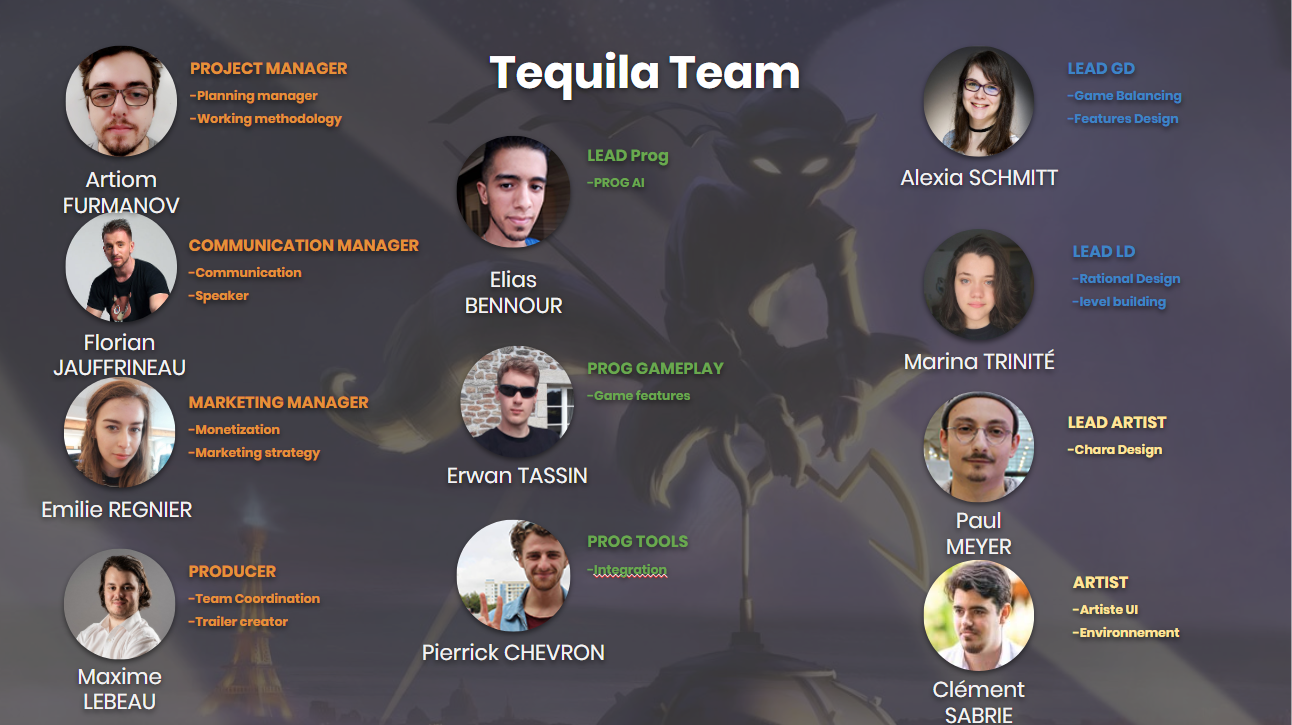 Tequila Team
PROJECT MANAGER
-Planning manager
-Working methodology
Artiom
FURMANOV
COMMUNICATION MANAGER
-Communication
-Speaker
Florian
JAUFFRINEAU
MARKETING MANAGER
-Monetization
-Marketing strategy
Emilie REGNIER
PRODUCER
-Team Coordination
-Trailer creator
Maxime
LEBEAU
LEAD Prog
-PROG AI
Elias
BENNOUR
PROG GAMEPLAY
-Game features
Erwan TASSIN
PROG TOOLS
-Integration
Pierrick CHEVRON
LEAD GD
-Game Balancing
-Features Design
Alexia SCHMITT
LEAD LD
-Rational Design
-level building
Marina TRINITÉ
LEAD ARTIST
-Chara Design
Paul
MEYER
ARTIST
-Artiste UI
-Environnement
Clément
SABRIE